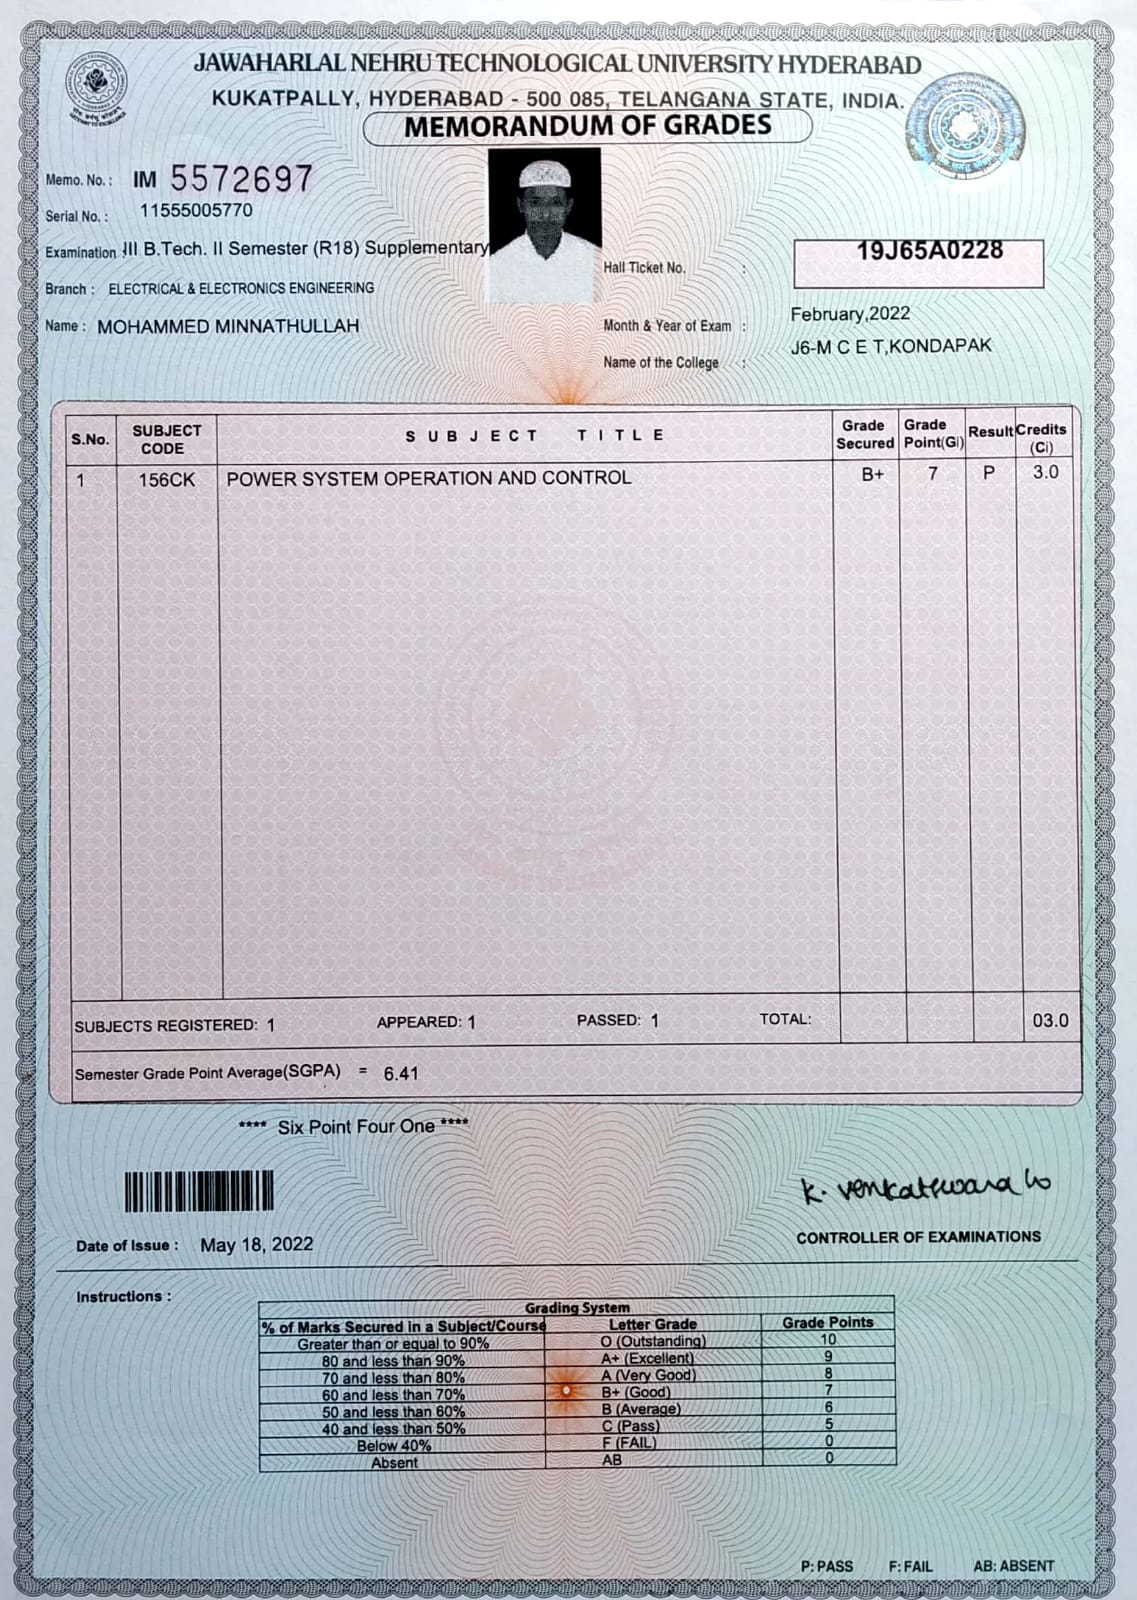 JAWAHARLAL NEHRU TECHNOLOGICAL UNIVERSITY HYDERABAD
KUKATPALLY, HYDERABAD - 500 085, TELANGANA STATE, INDIA.
MEMORANDUM OF GRADES
Memo. No. : IM 5572697
Serial No. : 11555005770
Examination : III B.Tech. II Semester (R18) Supplementary
Hall Ticket No. : 19J65A0228
Branch : ELECTRICAL & ELECTRONICS ENGINEERING
Name : MOHAMMED MINNATHULLAH
Month & Year of Exam : February,2022
Name of the College : J6-M C E T,KONDAPAK
S.No. SUBJECT CODE SUBJECT TITLE Grade Secured Grade Point(Gi) Result Credits (Ci)
1 156CK POWER SYSTEM OPERATION AND CONTROL B+ 7 P 3.0
SUBJECTS REGISTERED: 1 APPEARED: 1 PASSED: 1 TOTAL: 03.0
Semester Grade Point Average(SGPA) = 6.41
**** Six Point Four One ****
K. Venkateswara
Date of Issue : May 18, 2022
CONTROLLER OF EXAMINATIONS
Instructions :
Grading System
% of Marks Secured in a Subject/Course Letter Grade Grade Points
Greater than or equal to 90% O (Outstanding) 10
80 and less than 90% A+ (Excellent) 9
70 and less than 80% A (Very Good) 8
60 and less than 70% B+ (Good) 7
50 and less than 60% B (Average) 6
40 and less than 50% C (Pass) 5
Below 40% F (FAIL) 0
Absent AB 0
P: PASS F: FAIL AB: ABSENT